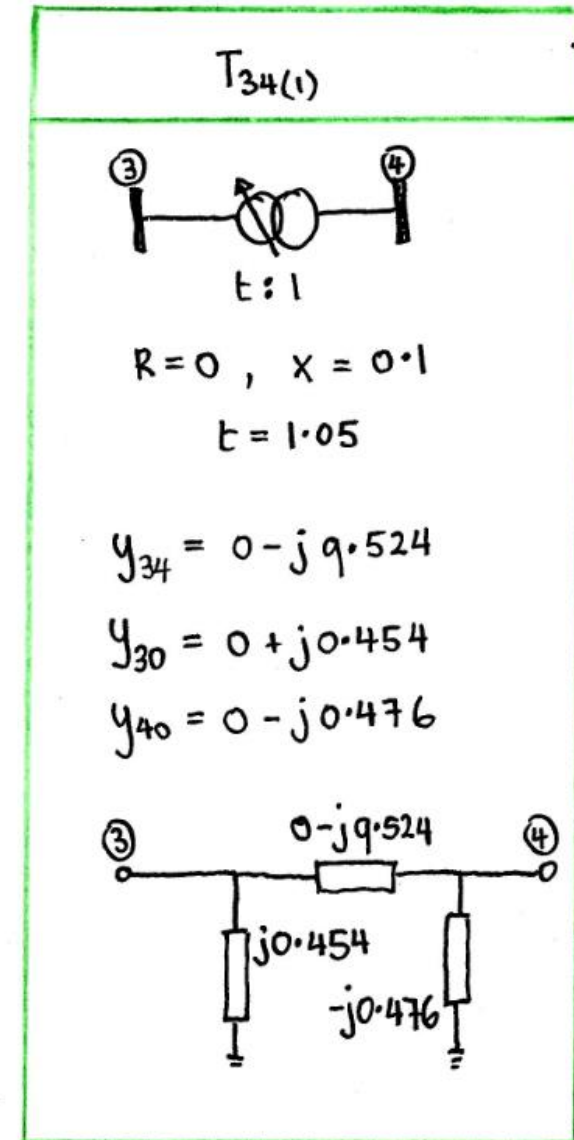 T34(1)
③ ④
t : 1
R = 0 , X = 0.1
t = 1.05
y34 = 0 - j 9.524
y30 = 0 + j0.454
y40 = 0 - j0.476
③ 0-j9.524 ④
j0.454
-j0.476